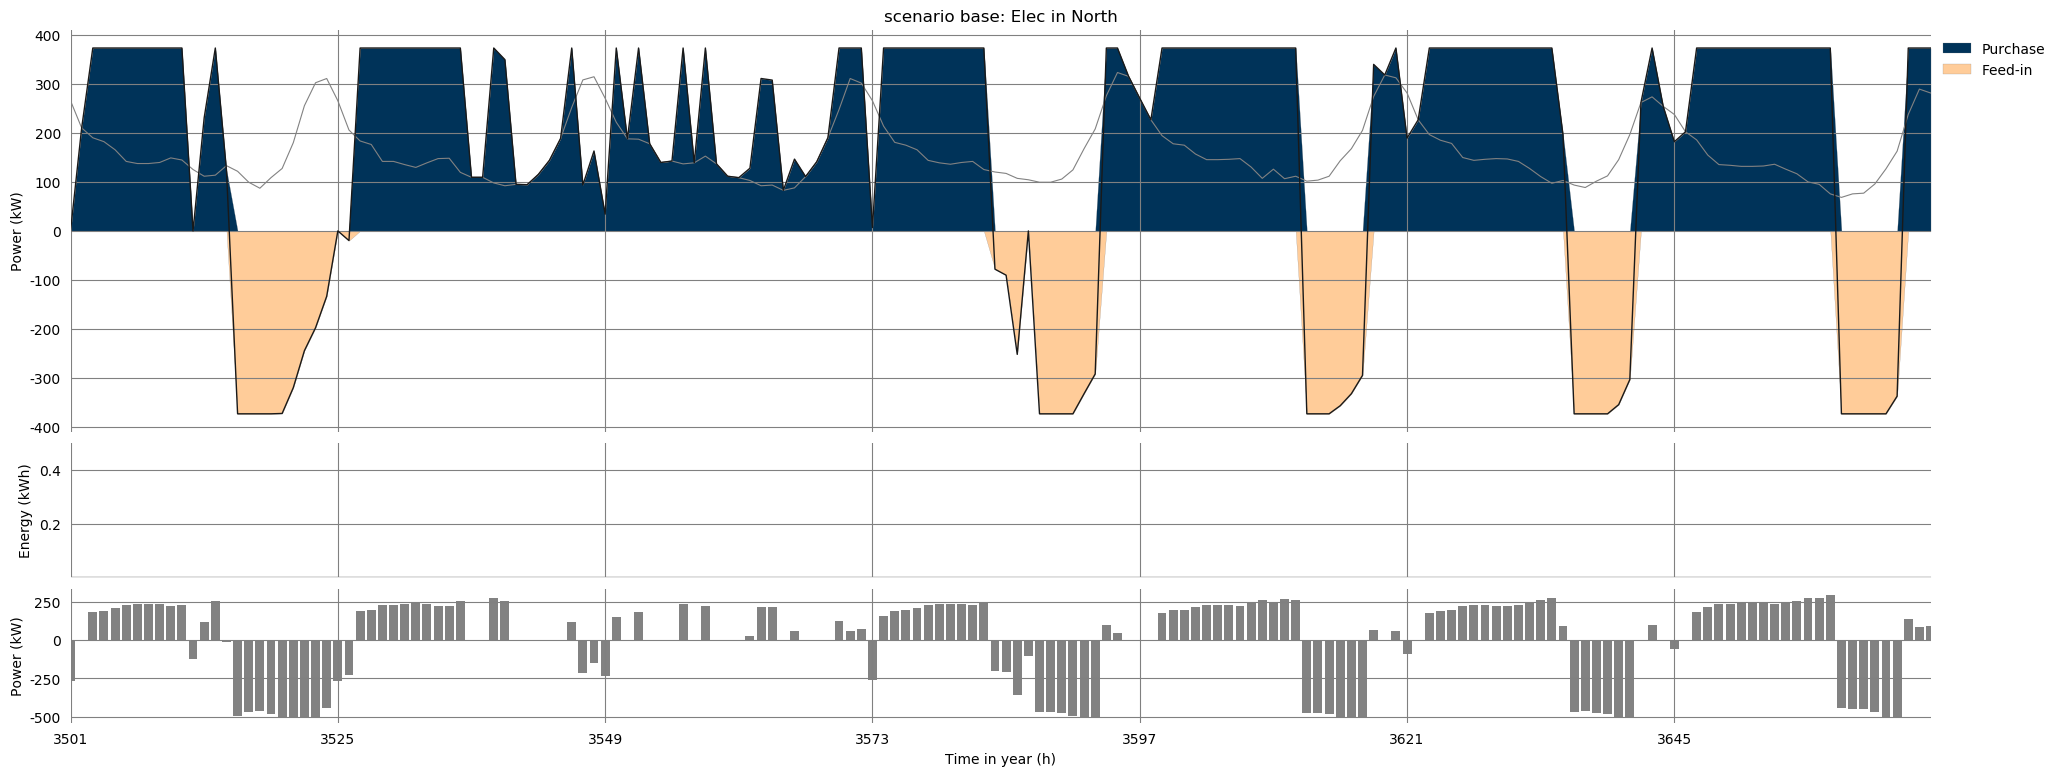 scenario base: Elec in North
400
300
200
100
0
-100
-200
-300
-400
Power (kW)
Purchase
Feed-in
0.4
0.2
Energy (kWh)
250
0
-250
-500
Power (kW)
3501 3525 3549 3573 3597 3621 3645
Time in year (h)